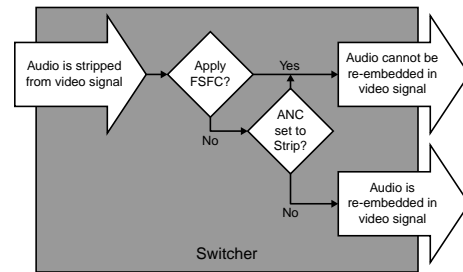 Audio is stripped
from video signal
Apply
FSFC?
Yes
Audio cannot be
re-embedded in
video signal
No
ANC
set to
Strip?
No
Audio is
re-embedded in
video signal
Switcher